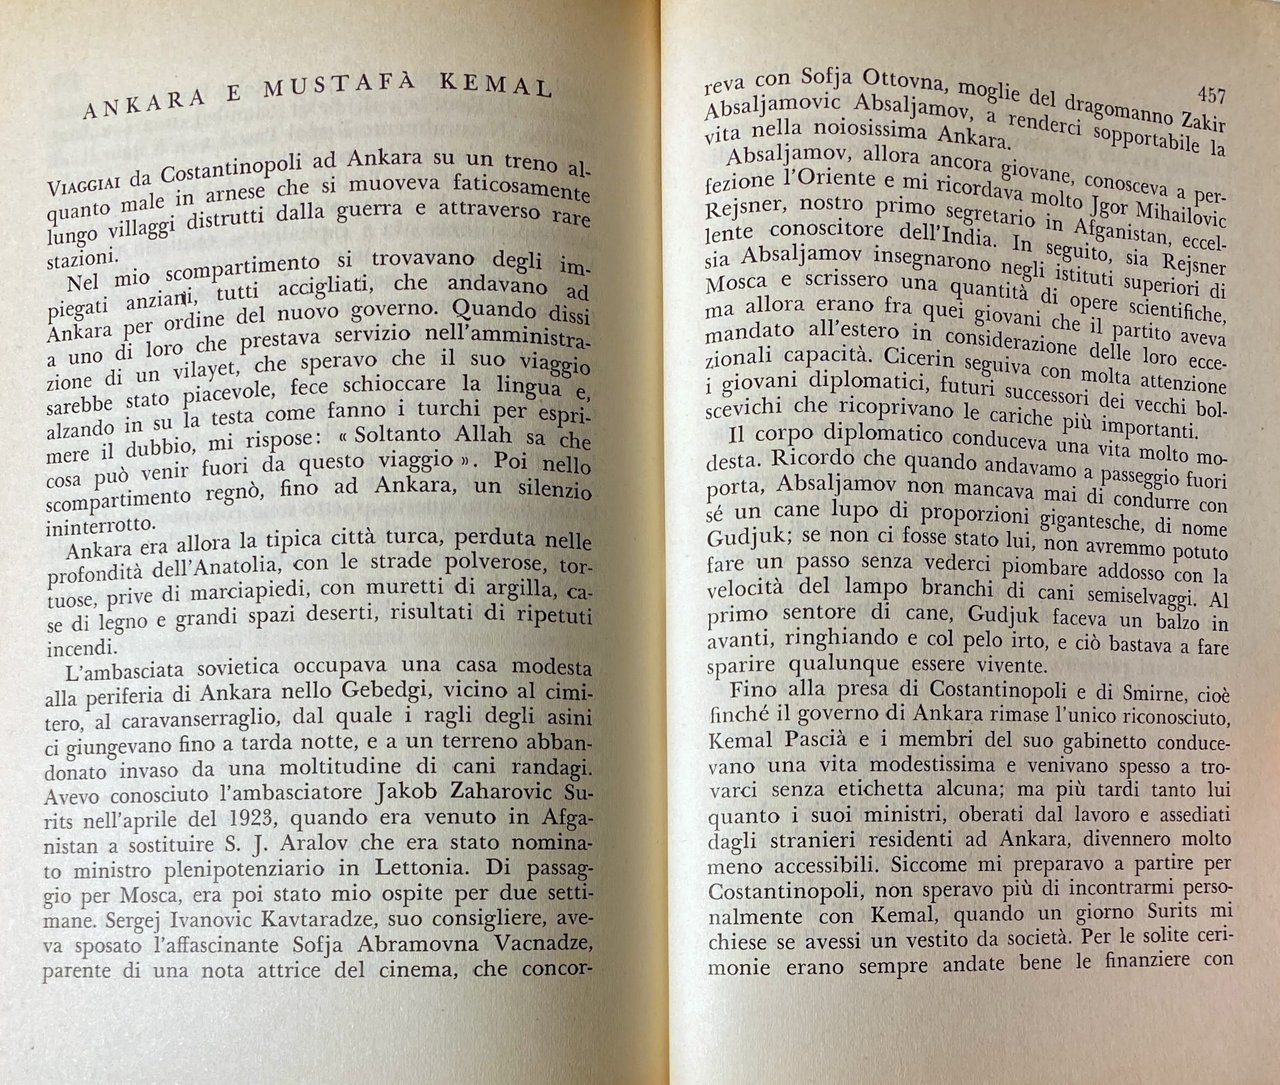 ANKARA E MUSTAFÀ KEMAL
VIAGGIAI da Costantinopoli ad Ankara su un treno al-
quanto male in arnese che si muoveva faticosamente
lungo villaggi distrutti dalla guerra e attraverso rare
stazioni.
Nel mio scompartimento si trovavano degli im-
piegati anziani, tutti accigliati, che andavano ad
Ankara per ordine del nuovo governo. Quando dissi
a uno di loro che prestava servizio nell'amministra-
zione di un vilayet, che speravo che il suo viaggio
sarebbe stato piacevole, fece schioccare la lingua e,
alzando in su la testa come fanno i turchi per espri-
mere il dubbio, mi rispose: « Soltanto Allah sa che
cosa può venir fuori da questo viaggio ». Poi nello
scompartimento regnò, fino ad Ankara, un silenzio
ininterrotto.
Ankara era allora la tipica città turca, perduta nelle
profondità dell'Anatolia, con le strade polverose, tor-
tuose, prive di marciapiedi, con muretti di argilla, ca-
se di legno e grandi spazi deserti, risultati di ripetuti
incendi.
L'ambasciata sovietica occupava una casa modesta
alla periferia di Ankara nello Gebedgi, vicino al cimi-
tero, al caravanserraglio, dal quale i ragli degli asini
ci giungevano fino a tarda notte, e a un terreno abban-
donato invaso da una moltitudine di cani randagi.
Avevo conosciuto l'ambasciatore Jakob Zaharovic Su-
rits nell'aprile del 1923, quando era venuto in Afga-
nistan a sostituire S. J. Aralov che era stato nomina-
to ministro plenipotenziario in Lettonia. Di passag-
gio per Mosca, era poi stato mio ospite per due setti-
mane. Sergej Ivanovic Kavtaradze, suo consigliere, ave-
va sposato l'affascinante Sofja Abramovna Vacnadze,
parente di una nota attrice del cinema, che concor-
457
reva con Sofja Ottovna, moglie del dragomanno Zakir
Absaljamovic Absaljamov, a renderci sopportabile la
vita nella noiosissima Ankara.
Absaljamov, allora ancora giovane, conosceva a per-
fezione l'Oriente e mi ricordava molto Jgor Mihailovic
Rejsner, nostro primo segretario in Afganistan, eccel-
lente conoscitore dell'India. In seguito, sia Rejsner
sia Absaljamov insegnarono negli istituti superiori di
Mosca e scrissero una quantità di opere scientifiche,
ma allora erano fra quei giovani che il partito aveva
mandato all'estero in considerazione delle loro ecce-
zionali capacità. Cicerin seguiva con molta attenzione
i giovani diplomatici, futuri successori dei vecchi bol-
scevichi che ricoprivano le cariche più importanti.
Il corpo diplomatico conduceva una vita molto mo-
desta. Ricordo che quando andavamo a passeggio fuori
porta, Absaljamov non mancava mai di condurre con
sé un cane lupo di proporzioni gigantesche, di nome
Gudjuk; se non ci fosse stato lui, non avremmo potuto
fare un passo senza vederci piombare addosso con la
velocità del lampo branchi di cani semiselvaggi. Al
primo sentore di cane, Gudjuk faceva un balzo in
avanti, ringhiando e col pelo irto, e ciò bastava a fare
sparire qualunque essere vivente.
Fino alla presa di Costantinopoli e di Smirne, cioè
finché il governo di Ankara rimase l'unico riconosciuto,
Kemal Pascià e i membri del suo gabinetto conduce-
vano una vita modestissima e venivano spesso a tro-
varci senza etichetta alcuna; ma più tardi tanto lui
quanto i suoi ministri, oberati dal lavoro e assediati
dagli stranieri residenti ad Ankara, divennero molto
meno accessibili. Siccome mi preparavo a partire per
Costantinopoli, non speravo più di incontrarmi perso-
nalmente con Kemal, quando un giorno Surits mi
chiese se avessi un vestito da società. Per le solite ceri-
monie erano sempre andate bene le finanziere con